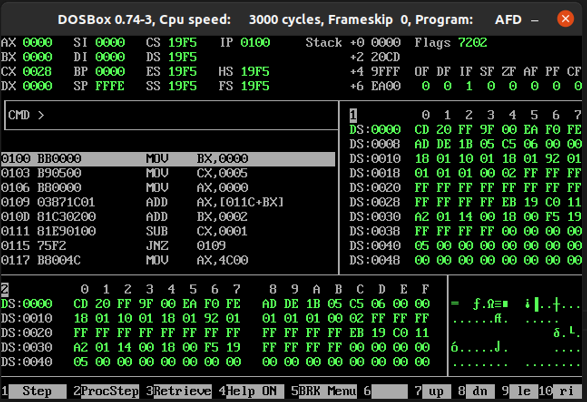 DOSBox 0.74-3, Cpu speed: 3000 cycles, Frameskip 0, Program: AFD
AX 0000 SI 0000 CS 19F5 IP 0100 Stack +0 0000 Flags 7202
BX 0000 DI 0000 DS 19F5 +2 20CD
CX 0028 BP 0000 ES 19F5 HS 19F5 +4 9FFF OF DF IF SF ZF AF PF CF
DX 0000 SP FFFE SS 19F5 FS 19F5 +6 EA00 0 0 1 0 0 0 0 0
CMD > 1 0 1 2 3 4 5 6 7
DS:0000 CD 20 FF 9F 00 EA F0 FE
DS:0008 AD DE 1B 05 C5 06 00 00
0100 BB0000 MOV BX,0000 DS:0010 18 01 10 01 18 01 92 01
0103 B90500 MOV CX,0005 DS:0018 01 01 01 00 02 FF FF FF
0106 B80000 MOV AX,0000 DS:0020 FF FF FF FF FF FF FF FF
0109 03871C01 ADD AX,[011C+BX] DS:0028 FF FF FF FF EB 19 C0 11
010D 81C30200 ADD BX,0002 DS:0030 A2 01 14 00 18 00 F5 19
0111 81E90100 SUB CX,0001 DS:0038 FF FF FF FF 00 00 00 00
0115 75F2 JNZ 0109 DS:0040 05 00 00 00 00 00 00 00
0117 B8004C MOV AX,4C00 DS:0048 00 00 00 00 00 00 00 00
2 0 1 2 3 4 5 6 7 8 9 A B C D E F
DS:0000 CD 20 FF 9F 00 EA F0 FE AD DE 1B 05 C5 06 00 00
DS:0010 18 01 10 01 18 01 92 01 01 01 01 00 02 FF FF FF
DS:0020 FF FF FF FF FF FF FF FF FF FF FF FF EB 19 C0 11
DS:0030 A2 01 14 00 18 00 F5 19 FF FF FF FF 00 00 00 00
DS:0040 05 00 00 00 00 00 00 00 00 00 00 00 00 00 00 00
1 Step 2ProcStep 3Retrieve 4Help ON 5BRK Menu 6 7 up 8 dn 9 le 10 ri